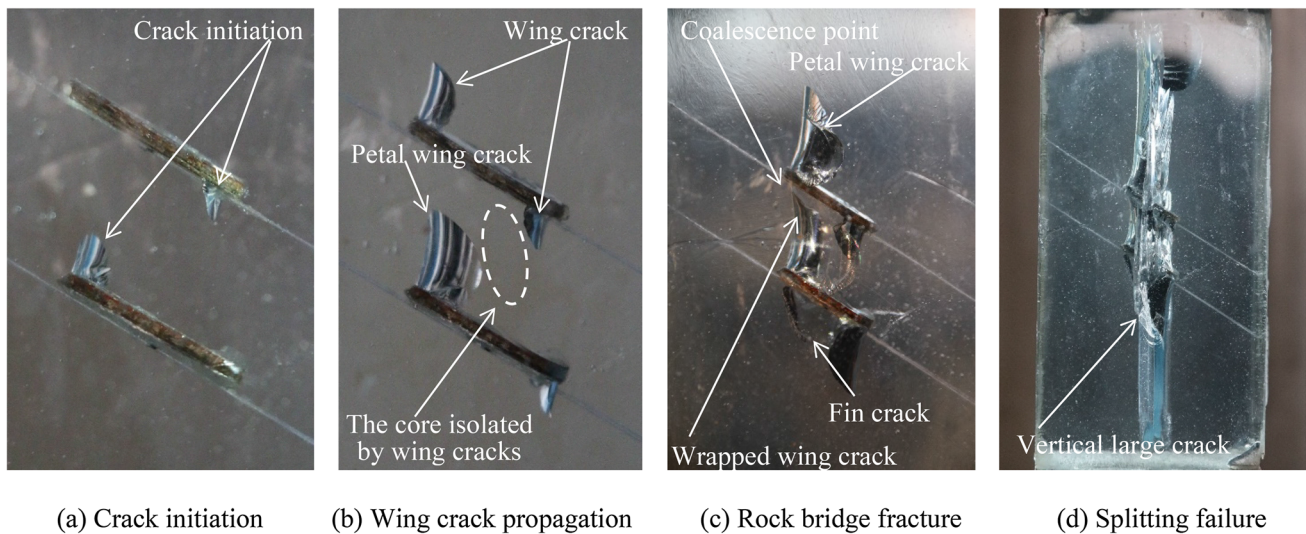 Crack initiation
Wing crack
Petal wing crack
The core isolated
by wing cracks
Coalescence point
Petal wing crack
Fin crack
Wrapped wing crack
Vertical large crack
(a) Crack initiation
(b) Wing crack propagation
(c) Rock bridge fracture
(d) Splitting failure